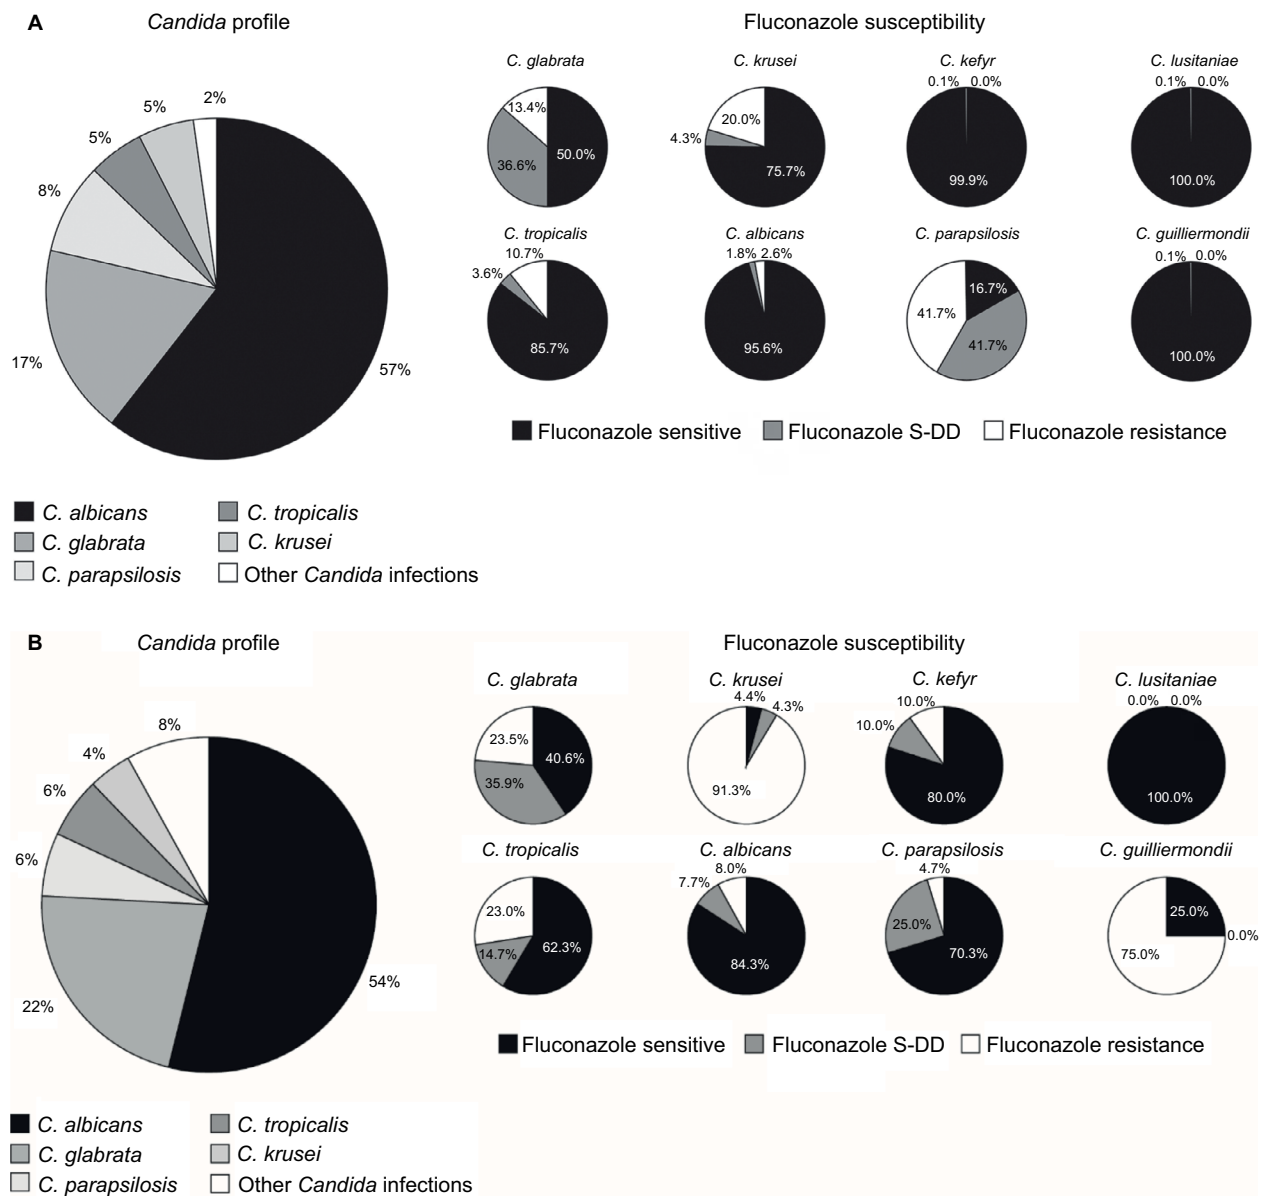 A
Candida profile
Fluconazole susceptibility
2%
5%
5%
8%
17%
57%
C. glabrata
13.4%
36.6%
50.0%
C. krusei
20.0%
4.3%
75.7%
C. kefyr
0.1% 0.0%
99.9%
C. lusitaniae
0.1% 0.0%
100.0%
C. tropicalis
10.7%
3.6%
85.7%
C. albicans
1.8% 2.6%
95.6%
C. parapsilosis
16.7%
41.7%
41.7%
C. guilliermondii
0.1% 0.0%
100.0%
Fluconazole sensitive Fluconazole S-DD Fluconazole resistance
C. albicans C. tropicalis
C. glabrata C. krusei
C. parapsilosis Other Candida infections
B
Candida profile
Fluconazole susceptibility
8%
4%
6%
6%
22%
54%
C. glabrata
23.5%
40.6%
35.9%
C. krusei
4.4%
4.3%
91.3%
C. kefyr
10.0%
10.0%
80.0%
C. lusitaniae
0.0% 0.0%
100.0%
C. tropicalis
23.0%
14.7%
62.3%
C. albicans
8.0%
7.7%
84.3%
C. parapsilosis
4.7%
25.0%
70.3%
C. guilliermondii
25.0%
0.0%
75.0%
Fluconazole sensitive Fluconazole S-DD Fluconazole resistance
C. albicans C. tropicalis
C. glabrata C. krusei
C. parapsilosis Other Candida infections